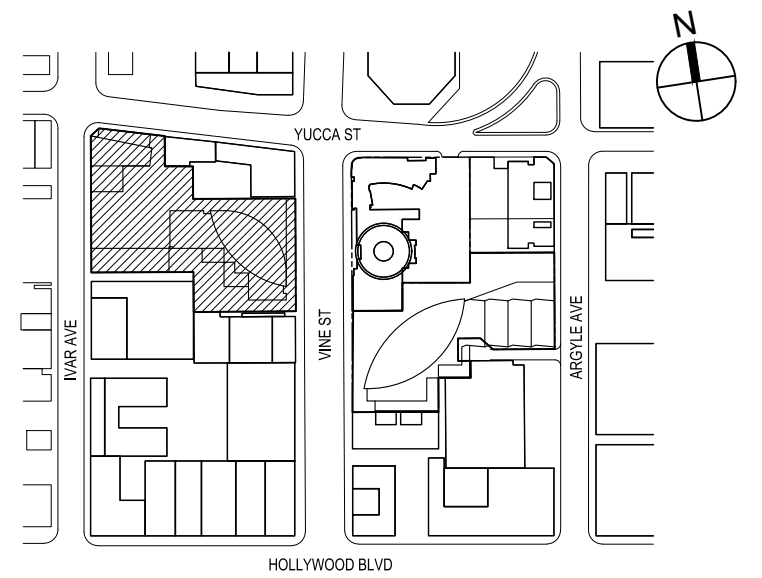 N
YUCCA ST
IVAR AVE
VINE ST
ARGYLE AVE
HOLLYWOOD BLVD